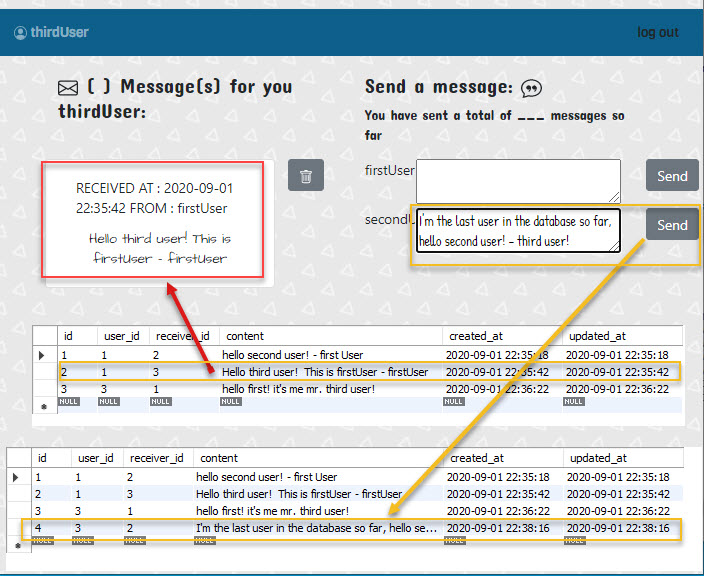 thirdUser
log out
( ) Message(s) for you
thirdUser:
Send a message:
You have sent a total of ___ messages so
far
RECEIVED AT : 2020-09-01
22:35:42 FROM : firstUser
Hello third user! This is
firstUser - firstUser
firstUser
Send
secondU
I'm the last user in the database so far,
hello second user! - third user!
Send
id user_id receiver_id content created_at updated_at
1 1 2 hello second user! - first User 2020-09-01 22:35:18 2020-09-01 22:35:18
2 1 3 Hello third user! This is firstUser - firstUser 2020-09-01 22:35:42 2020-09-01 22:35:42
3 3 1 hello first! it's me mr. third user! 2020-09-01 22:36:22 2020-09-01 22:36:22
NULL NULL NULL NULL NULL NULL
id user_id receiver_id content created_at updated_at
1 1 2 hello second user! - first User 2020-09-01 22:35:18 2020-09-01 22:35:18
2 1 3 Hello third user! This is firstUser - firstUser 2020-09-01 22:35:42 2020-09-01 22:35:42
3 3 1 hello first! it's me mr. third user! 2020-09-01 22:36:22 2020-09-01 22:36:22
4 3 2 I'm the last user in the database so far, hello se... 2020-09-01 22:38:16 2020-09-01 22:38:16
NULL NULL NULL NULL NULL NULL